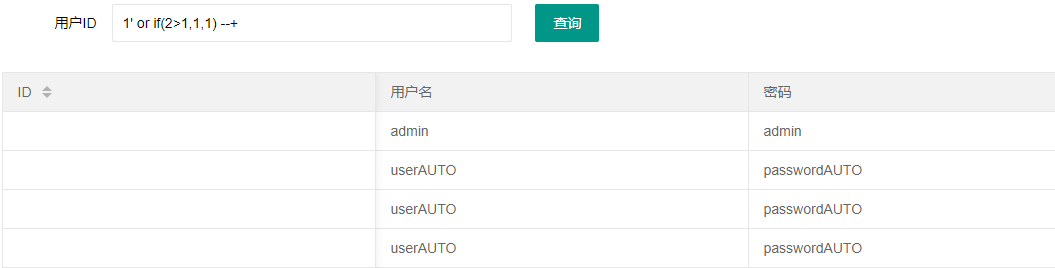 用户ID 1' or if(2>1,1,1) --+ 查询
ID 用户名 密码
admin admin
userAUTO passwordAUTO
userAUTO passwordAUTO
userAUTO passwordAUTO